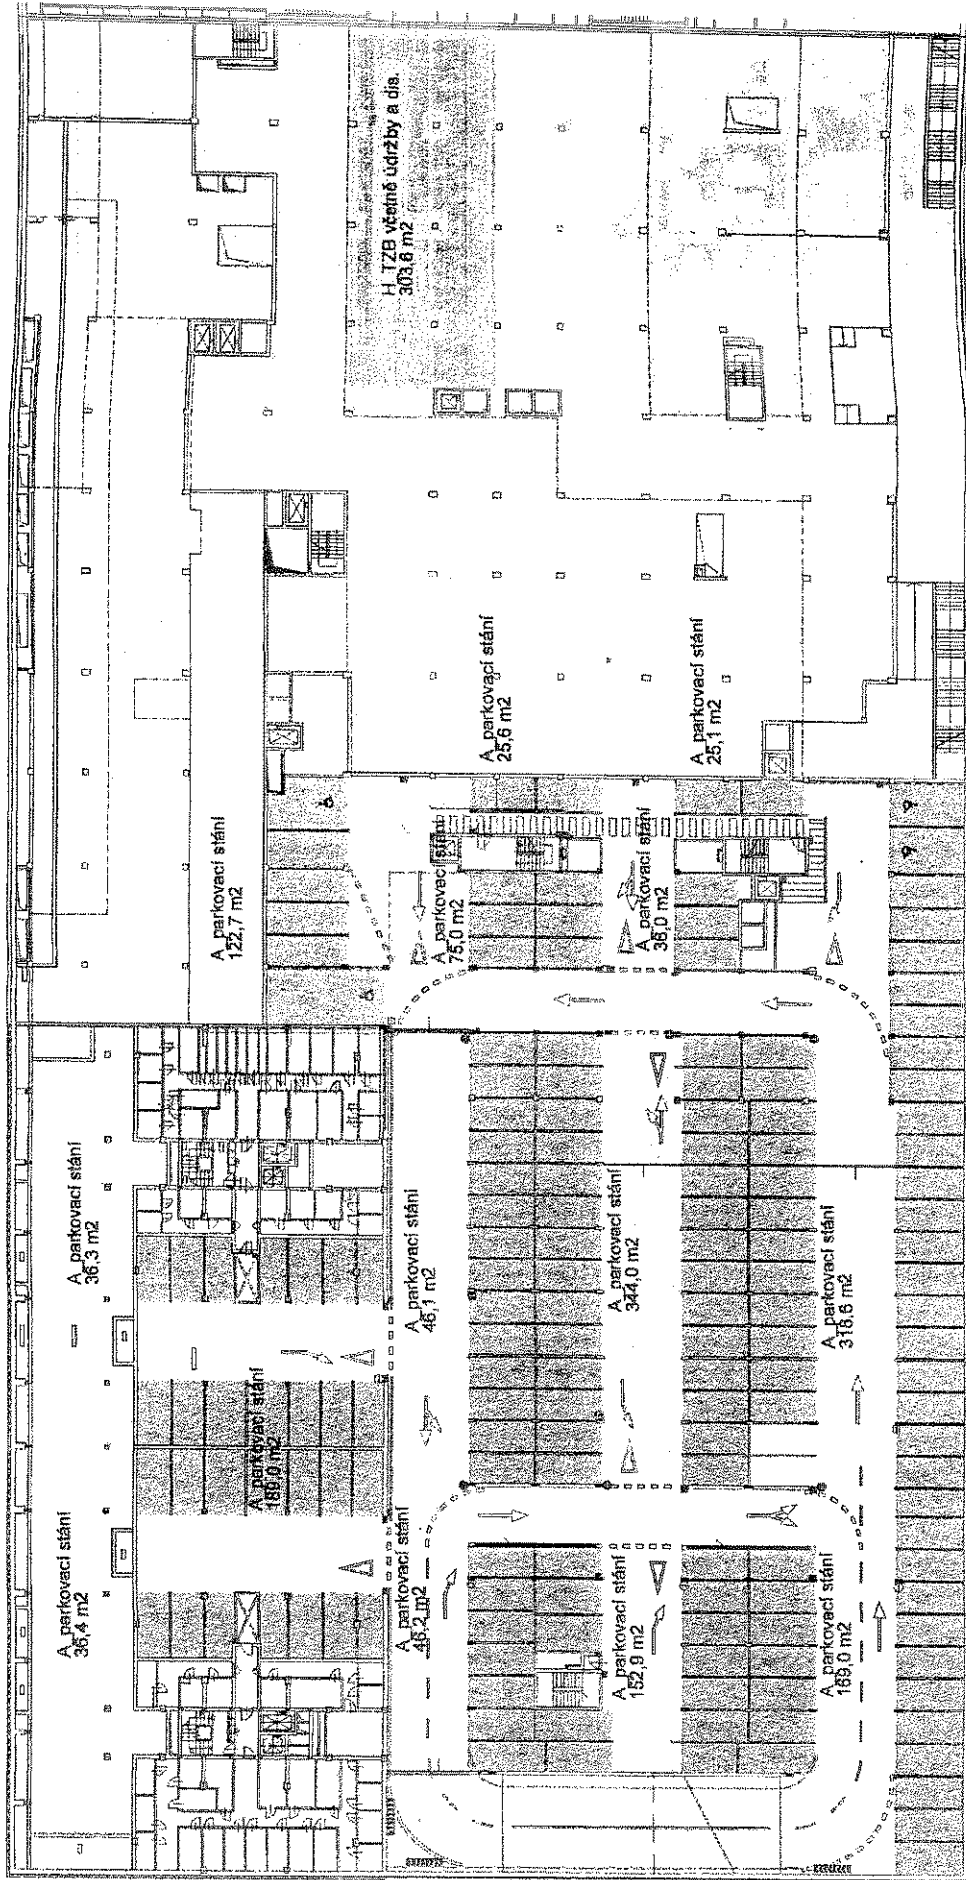 A_parkovací stání
36,4 m2
A_parkovací stání
36,3 m2
A_parkovací stání
122,7 m2
A_parkovací stání
189,0 m2
H_TZB včetně údržby a dis.
303,6 m2
A_parkovací stání
46,2 m2
A_parkovací stání
46,1 m2
A_parkovací stání
75,0 m2
A_parkovací stání
25,6 m2
A_parkovací stání
152,9 m2
A_parkovací stání
344,0 m2
A_parkovací stání
38,0 m2
A_parkovací stání
25,1 m2
A_parkovací stání
169,0 m2
A_parkovací stání
318,6 m2